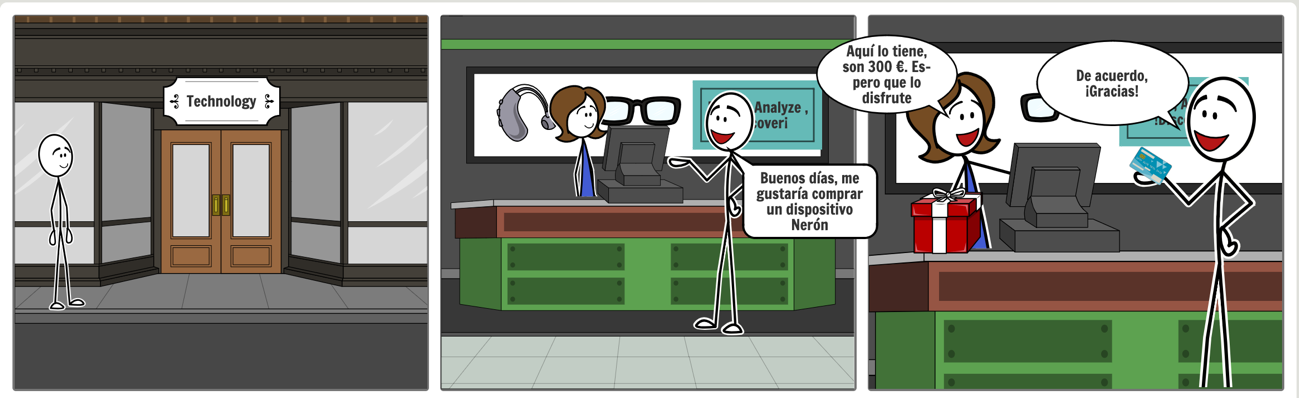 Technology
Analyze ,
coveri
Buenos días, me
gustaría comprar
un dispositivo
Nerón
Aquí lo tiene,
son 300 €. Es-
pero que lo
disfrute
De acuerdo,
¡Gracias!